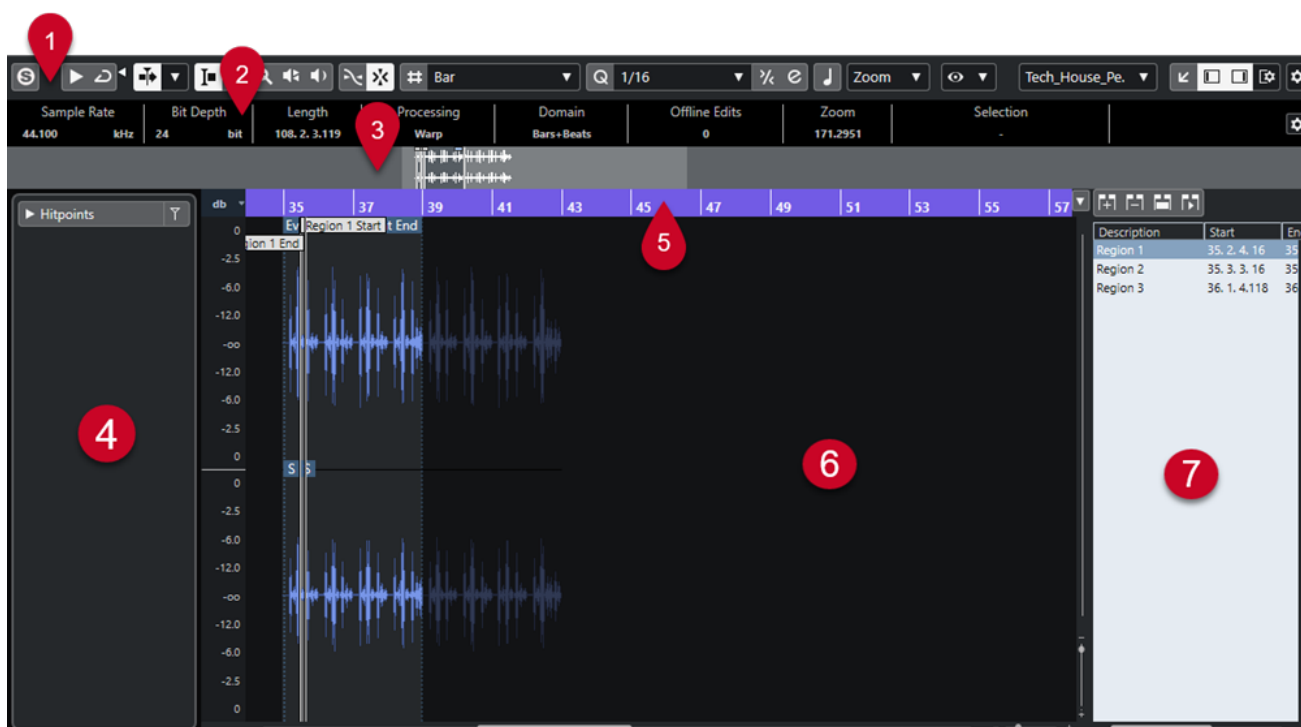 1
S Bar Q 1/16 Zoom Tech_House_Pe.
2
Sample Rate Bit Depth Length Processing Domain Offline Edits Zoom Selection
44.100 kHz 24 bit 108. 2. 3.119 Warp Bars+Beats 0 171.2951 -
3
Hitpoints
db 35 37 39 41 43 45 47 49 51 53 55 57
Description Start
Region 1 35. 2. 4. 16 35
Region 2 35. 3. 3. 16 35
Region 3 36. 1. 4.118 36
Region 1 Start t End
ion 1 End
5
0
-2.5
-6.0
-12.0
-oo
-12.0
-6.0
-2.5
0
S S
0
-2.5
-6.0
-12.0
-oo
-12.0
-6.0
-2.5
0
4
6
7